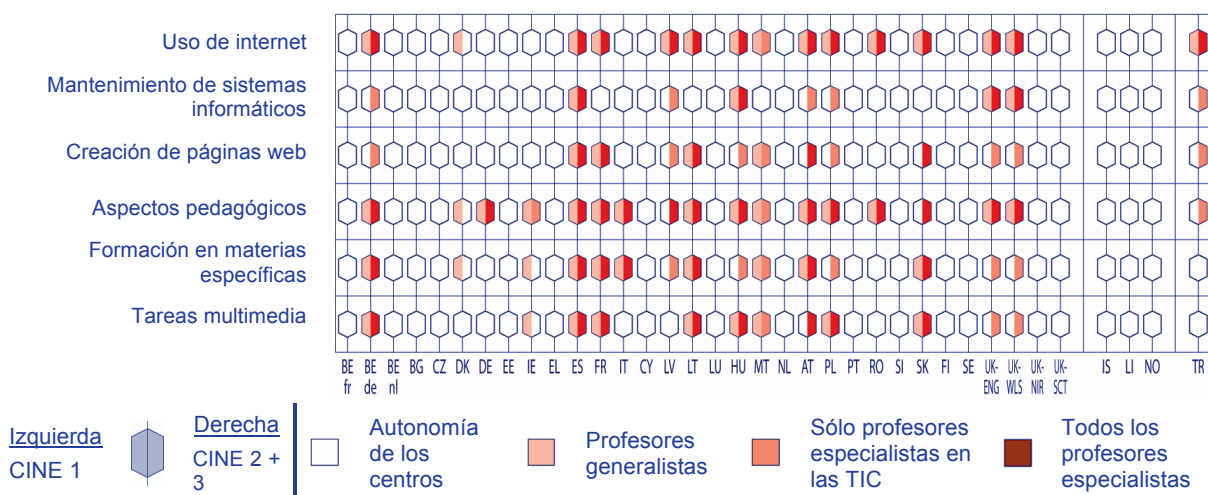 Uso de internet
Mantenimiento de sistemas
informáticos
Creación de páginas web
Aspectos pedagógicos
Formación en materias
específicas
Tareas multimedia
BE fr BE de BE nl BG CZ DK DE EE IE EL ES FR IT CY LV LT LU HU MT NL AT PL PT RO SI SK FI SE UK-ENG UK-WLS UK-NIR UK-SCT IS LI NO TR
Izquierda
CINE 1
Derecha
CINE 2 +
3
Autonomía
de los
centros
Profesores
generalistas
Sólo profesores
especialistas en
las TIC
Todos los
profesores
especialistas